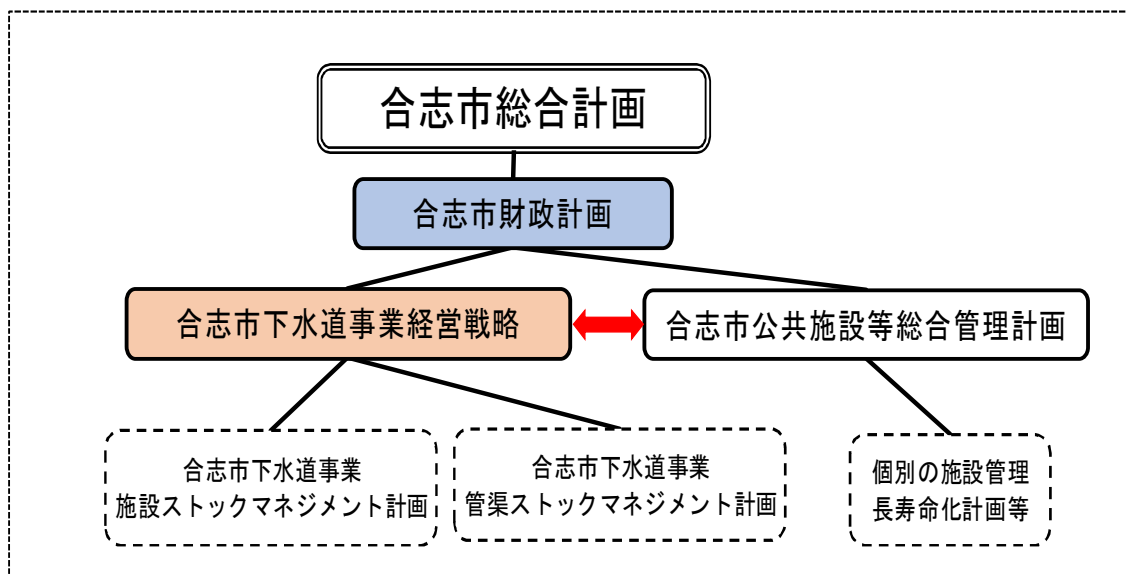 合志市総合計画
合志市財政計画
合志市下水道事業経営戦略
合志市公共施設等総合管理計画
合志市下水道事業
施設ストックマネジメント計画
合志市下水道事業
管渠ストックマネジメント計画
個別の施設管理
長寿命化計画等